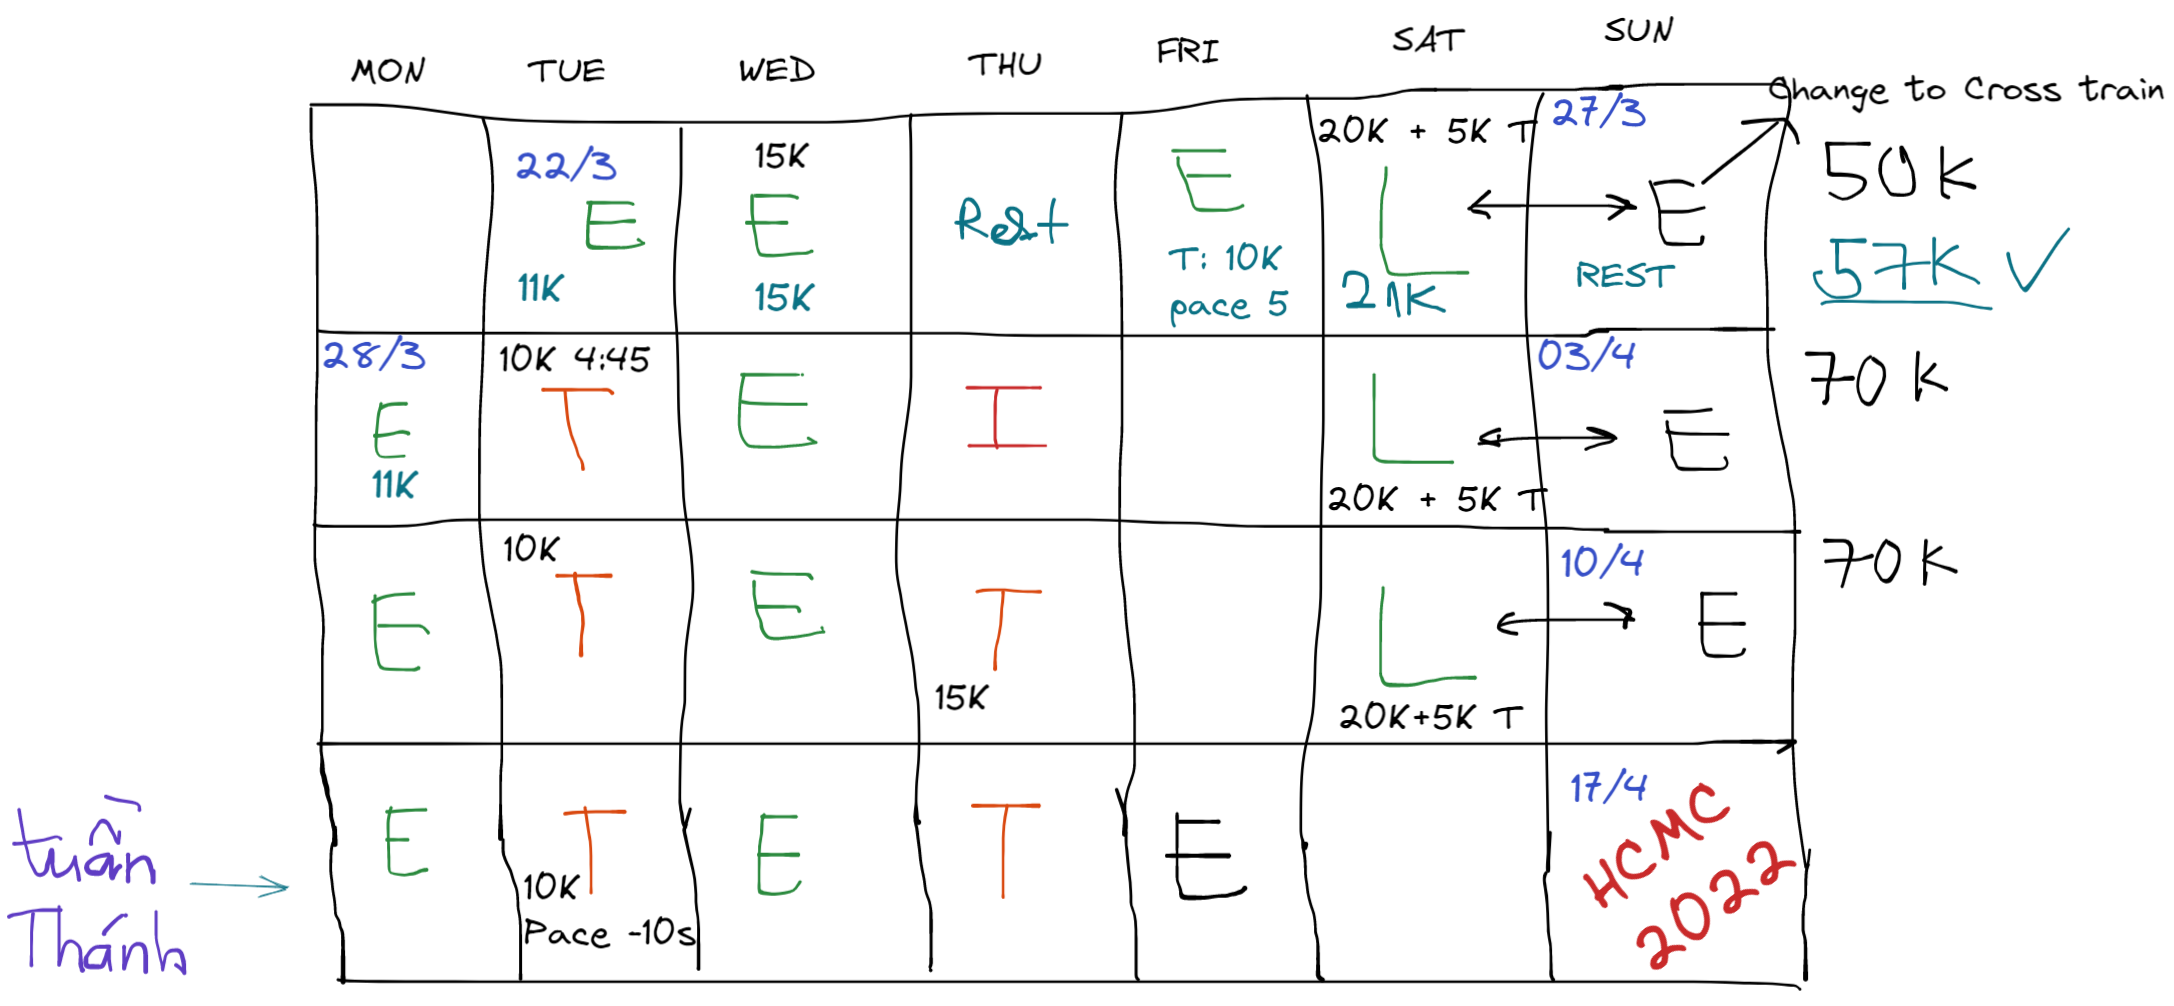 MON TUE WED THU FRI SAT SUN
Change to Cross train
22/3
E
11K
15K
E
15K
Rest
E
T: 10K
pace 5
20K + 5K T
L
21K
27/3
E
REST
50K
57K ✓
28/3
E
11K
10K 4:45
T
E
I
L
20K + 5K T
03/4
E
70K
E
10K
T
E
T
15K
L
20K+5K T
10/4
E
70K
tuần
Thánh
E
T
10K
Pace -10s
E
T
E
17/4
HCMC
2022